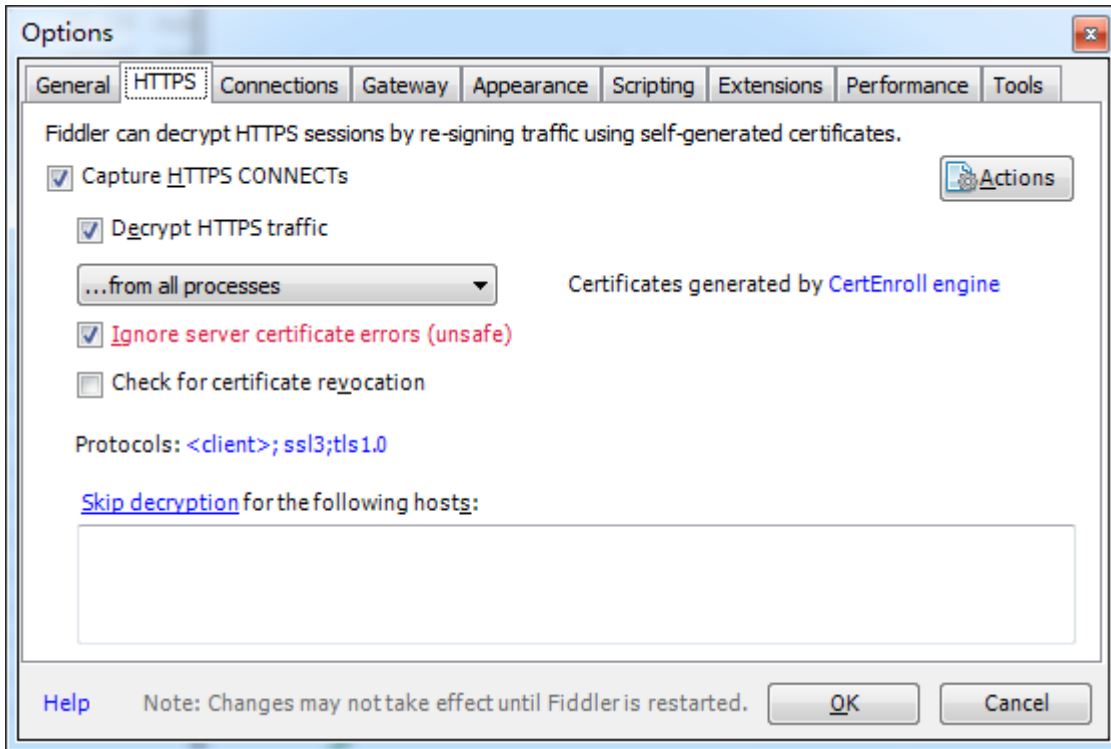 Options
General HTTPS Connections Gateway Appearance Scripting Extensions Performance Tools
Fiddler can decrypt HTTPS sessions by re-signing traffic using self-generated certificates.
Capture HTTPS CONNECTs
Actions
Decrypt HTTPS traffic
...from all processes
Certificates generated by CertEnroll engine
Ignore server certificate errors (unsafe)
Check for certificate revocation
Protocols: <client>; ssl3;tls1.0
Skip decryption for the following hosts:
Help
Note: Changes may not take effect until Fiddler is restarted.
OK
Cancel